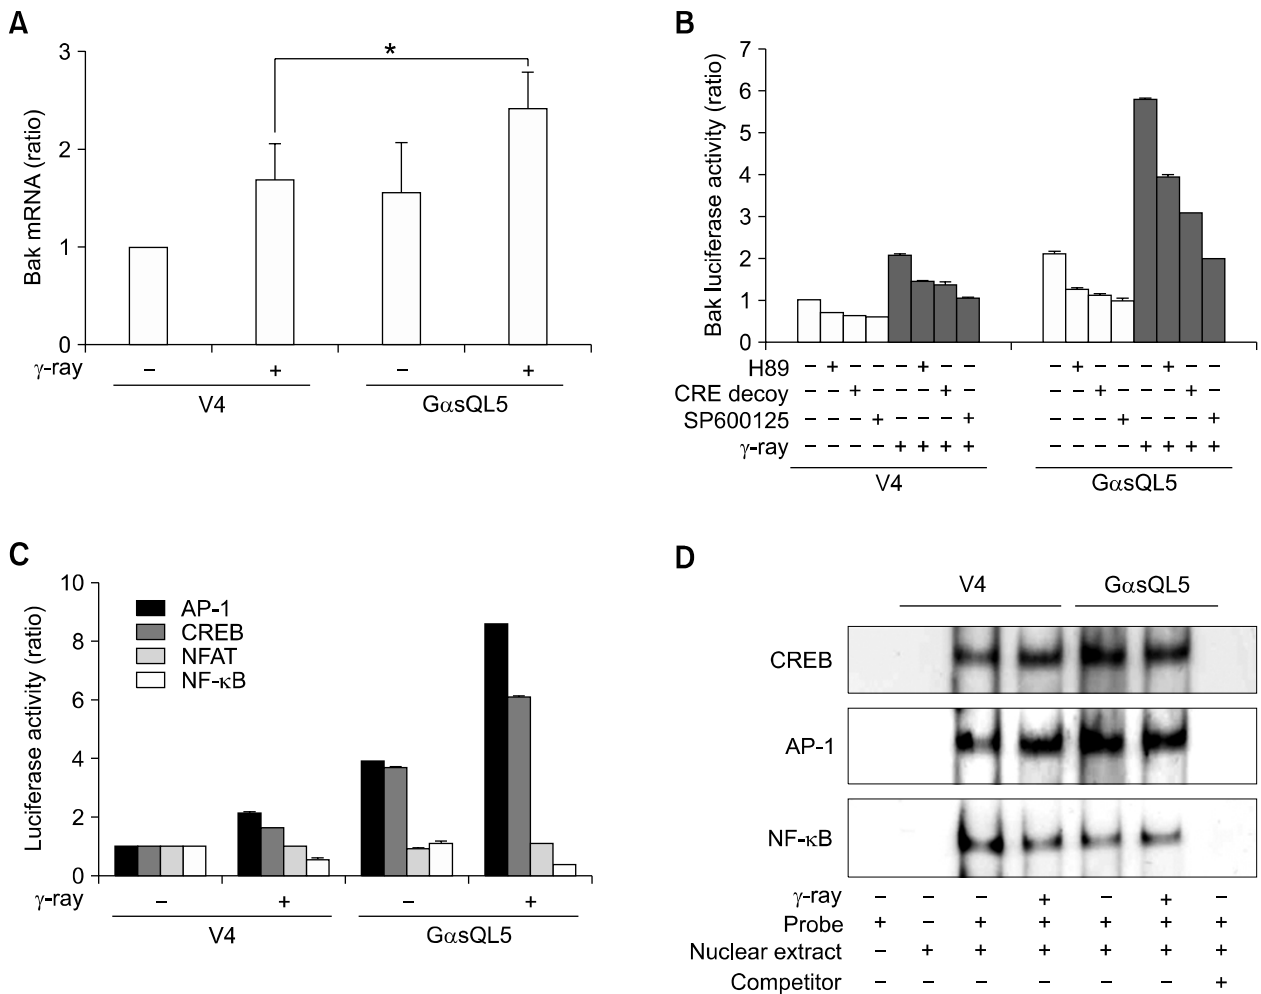 A
Bak mRNA (ratio)
3
2
1
0
*
γ-ray – + – +
V4 GαsQL5
B
Bak luciferase activity (ratio)
7
6
5
4
3
2
1
0
H89 – + – – – + – – – + – – – + – –
CRE decoy – – + – – – + – – – + – – – + –
SP600125 – – – + – – – + – – – + – – – +
γ-ray – – – – + + + + – – – – + + + +
V4 GαsQL5
C
Luciferase activity (ratio)
10
8
6
4
2
0
AP-1
CREB
NFAT
NF-κB
γ-ray – + – +
V4 GαsQL5
D
V4 GαsQL5
CREB
AP-1
NF-κB
γ-ray – – – + – + –
Probe + – + + + + +
Nuclear extract – + + + + + +
Competitor – – – – – – +